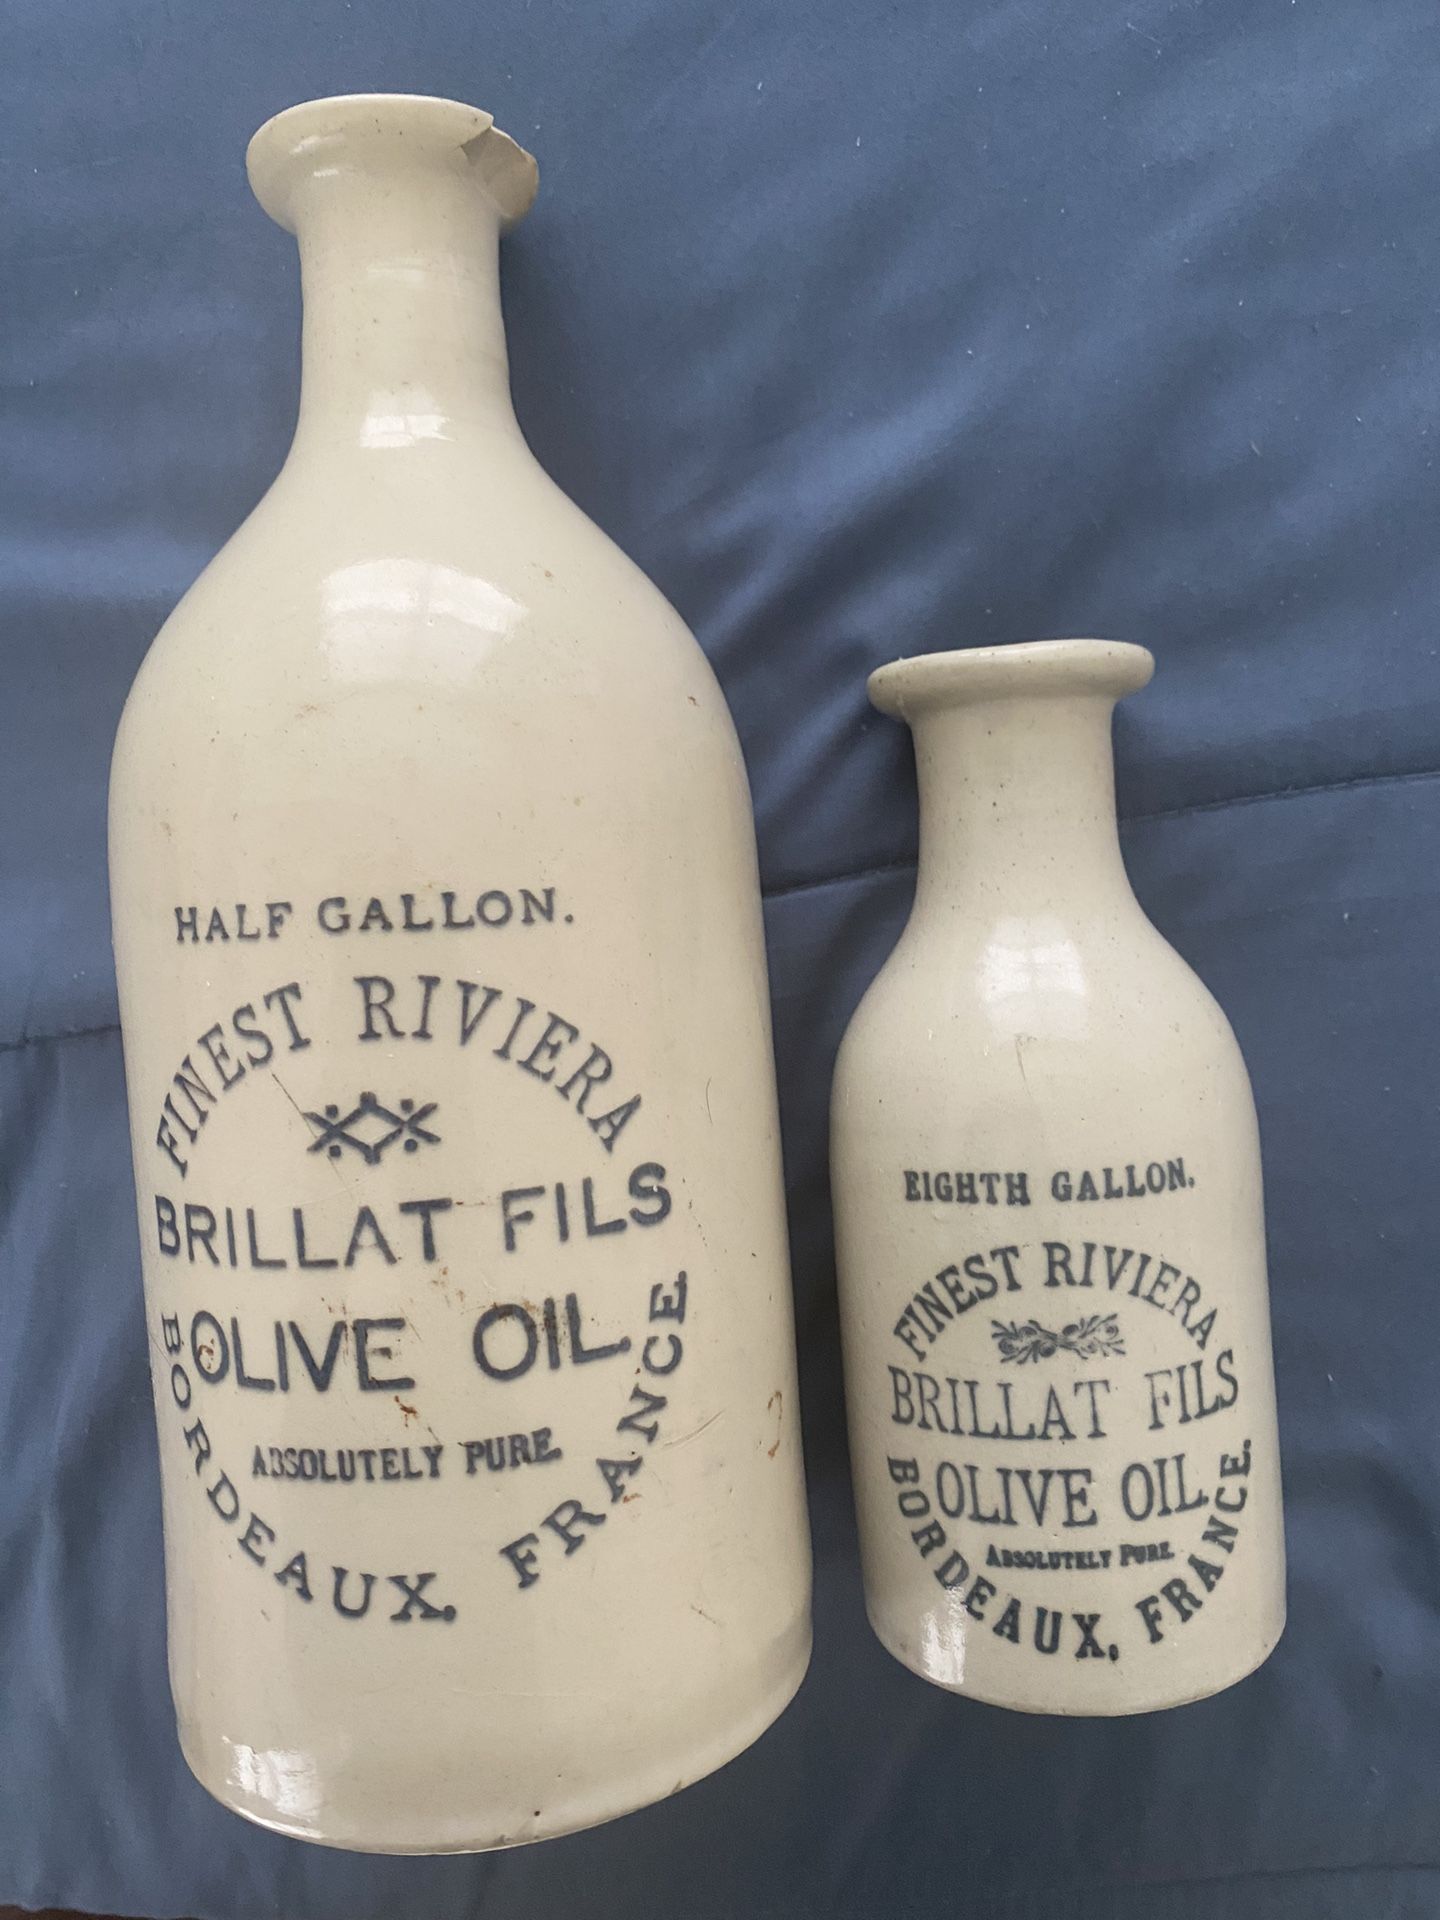 HALF GALLON.
FINEST RIVIERA
BRILLAT FILS
OLIVE OIL.
ABSOLUTELY PURE.
BORDEAUX. FRANCE
EIGHTH GALLON.
FINEST RIVIERA
BRILLAT FILS
OLIVE OIL.
ABSOLUTELY PURE.
BORDEAUX, FRANCE.